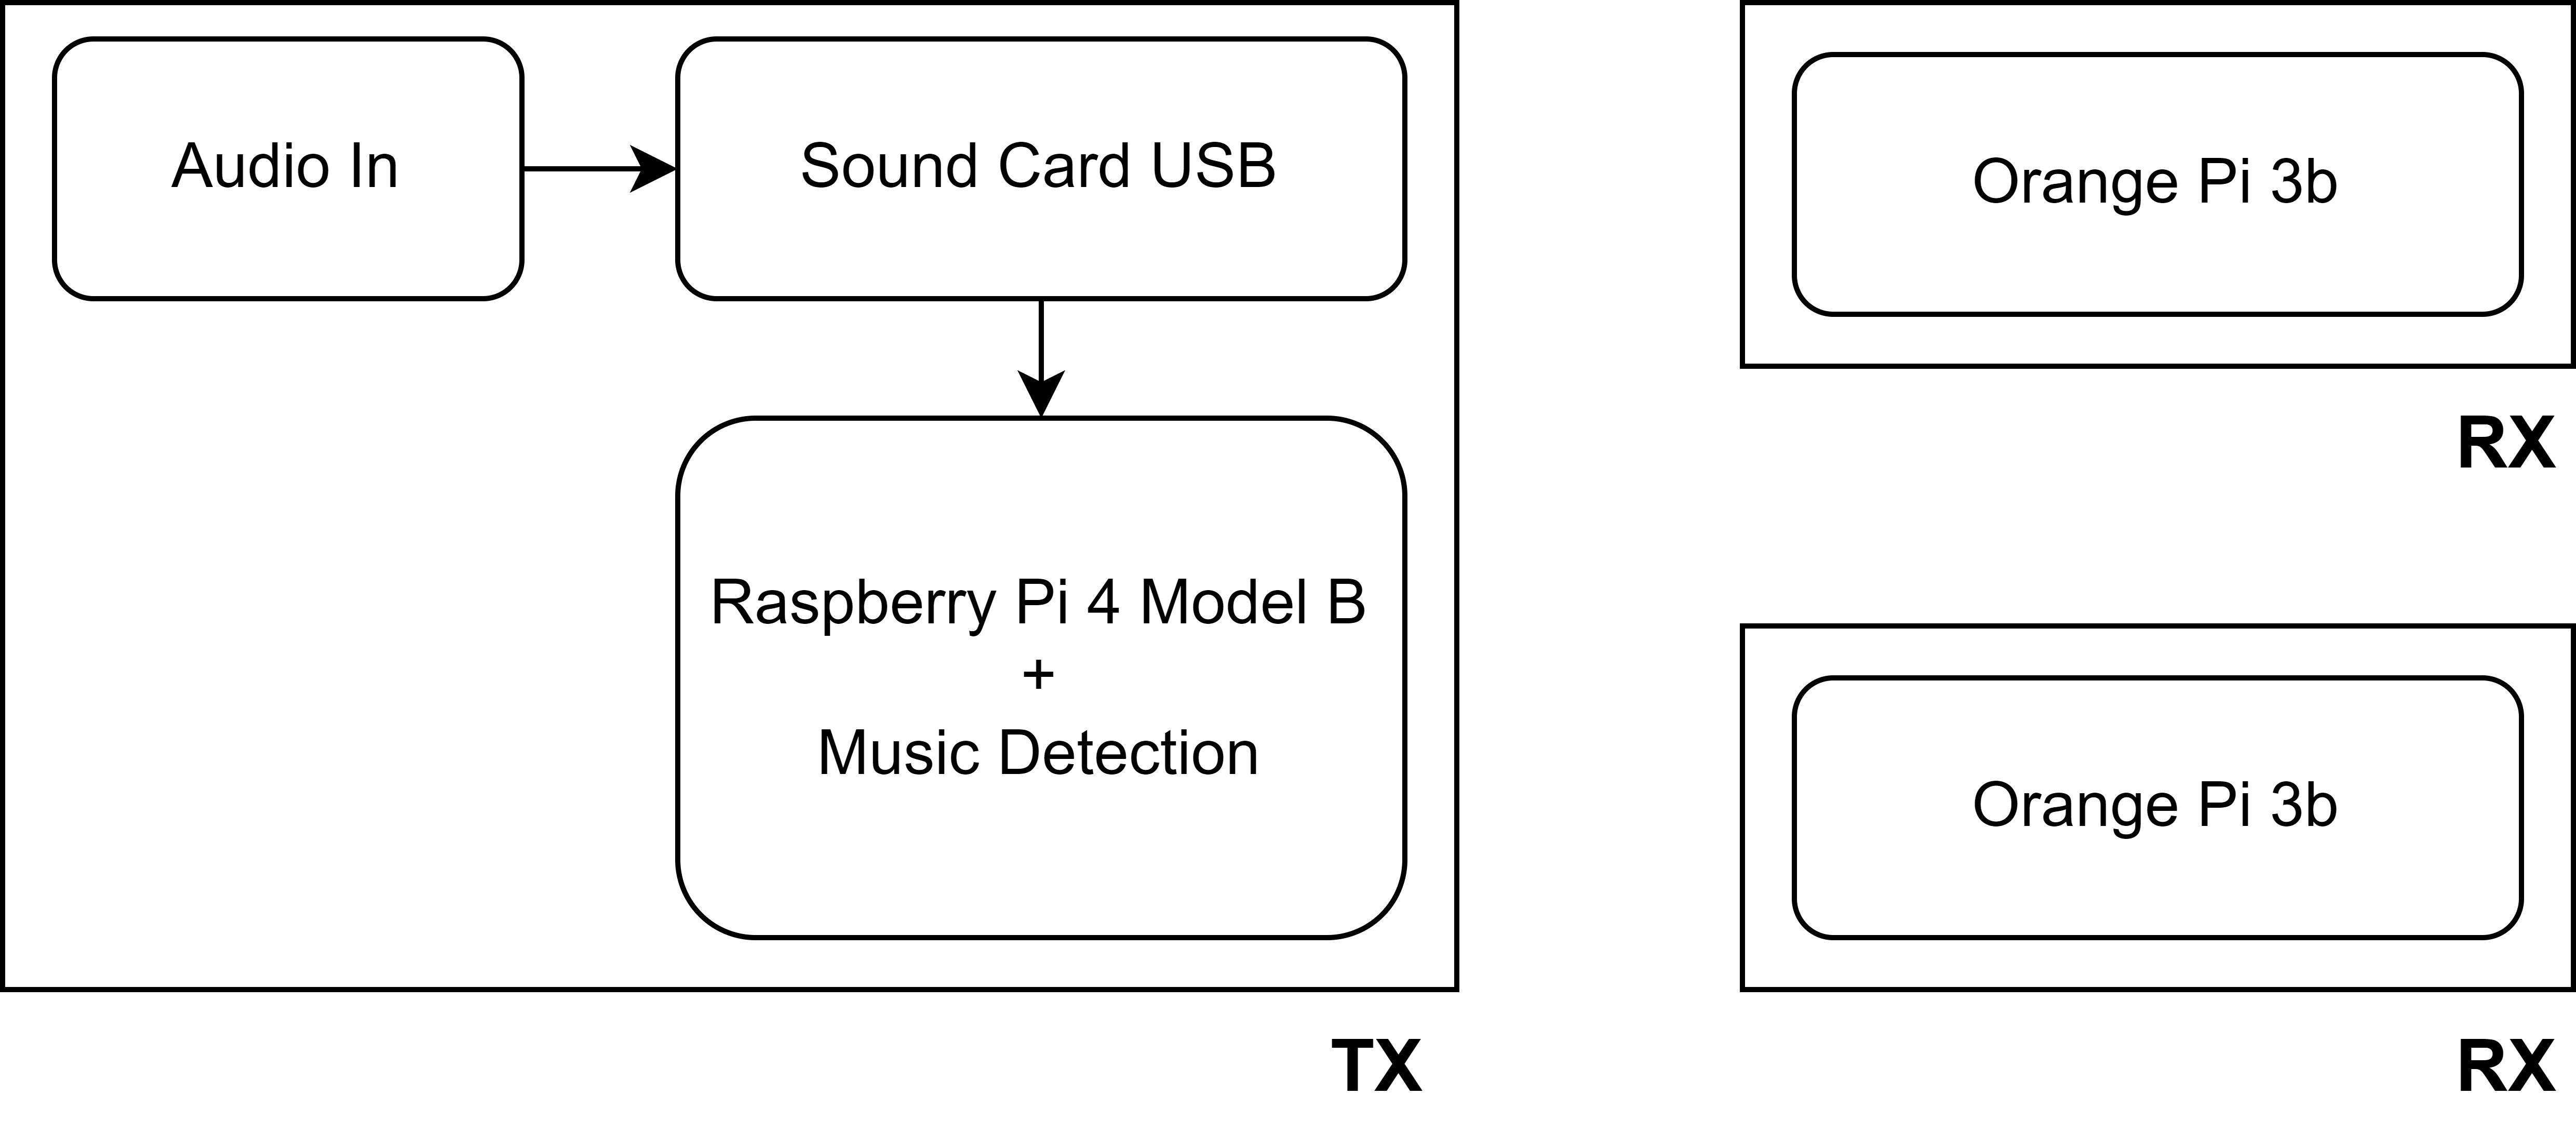 Audio In
Sound Card USB
Raspberry Pi 4 Model B
+
Music Detection
TX
Orange Pi 3b
RX
Orange Pi 3b
RX